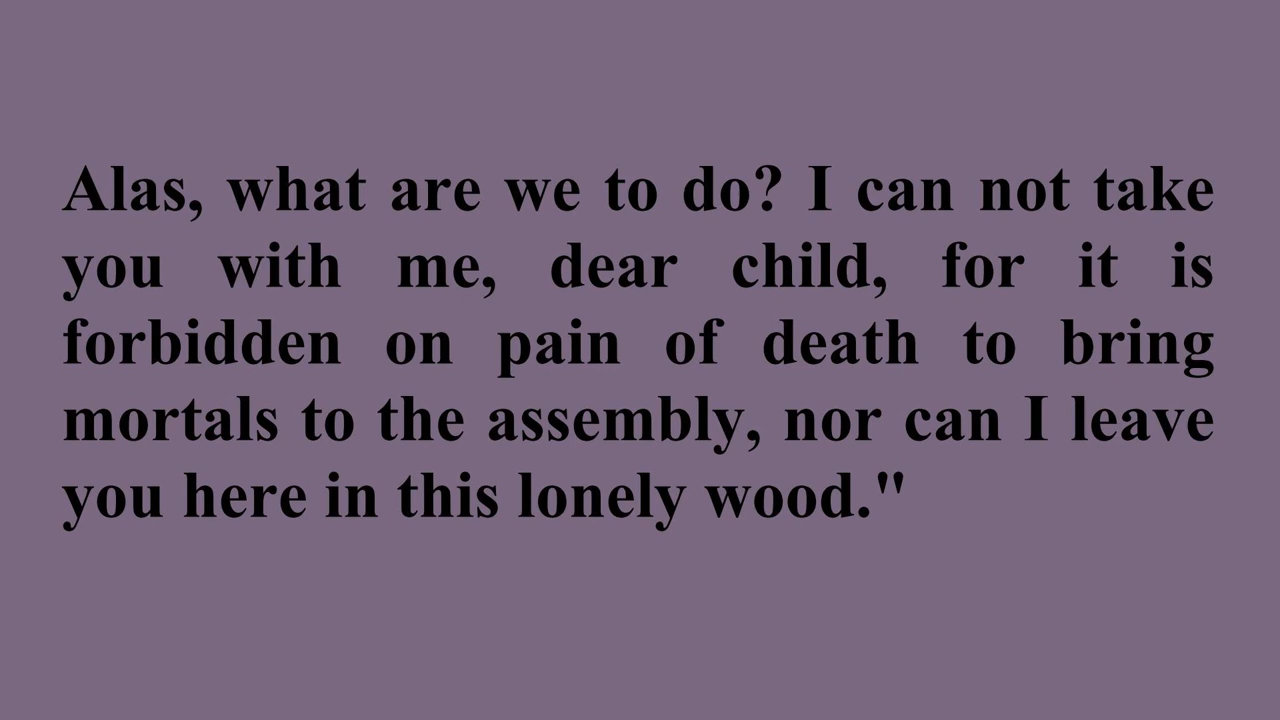 Alas, what are we to do? I can not take
you with me, dear child, for it is
forbidden on pain of death to bring
mortals to the assembly, nor can I leave
you here in this lonely wood."